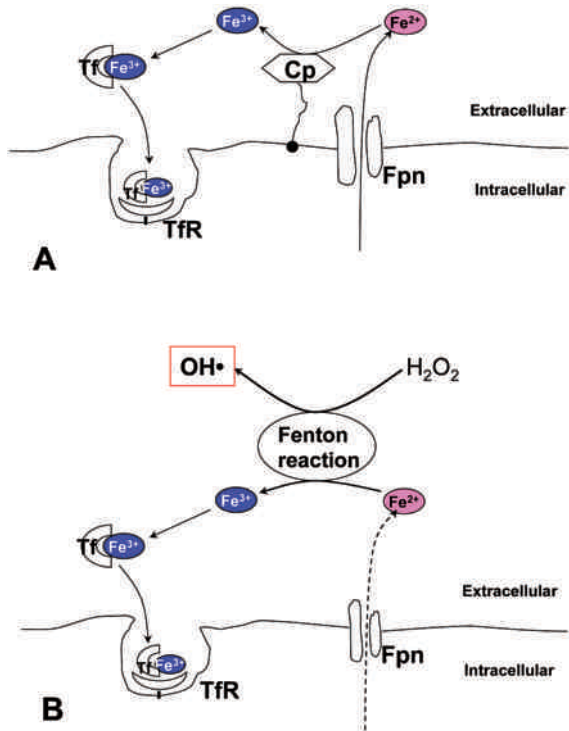 Fe³⁺
Fe²⁺
Tf Fe³⁺
Cp
Extracellular
Fpn
Intracellular
Tf Fe³⁺
TfR
A
OH•
H₂O₂
Fenton
reaction
Fe³⁺
Fe²⁺
Tf Fe³⁺
Extracellular
Fpn
Intracellular
Tf Fe³⁺
TfR
B